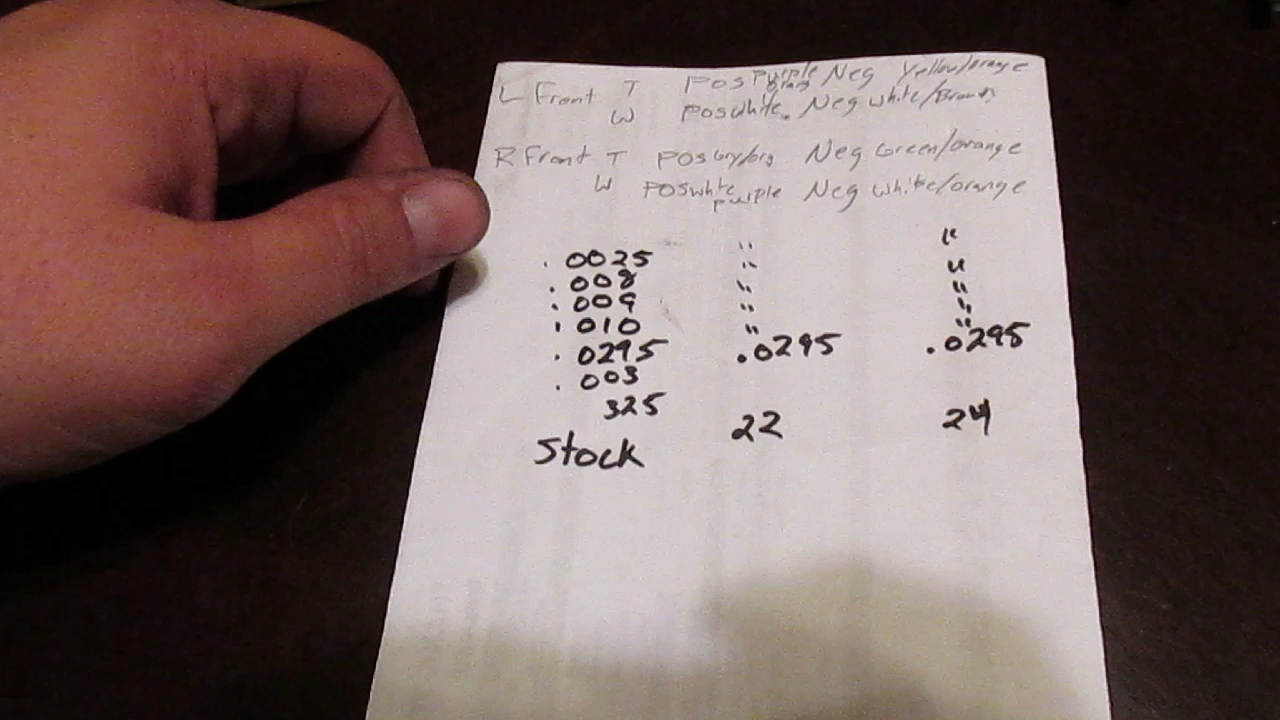 L Front T Pos Purple Neg Yellow/orange
W Pos White Neg white/Brown
R Front T Pos Gry/org Neg Green/orange
W Pos white purple Neg white/orange
"
.0025 " "
.008 " "
.009 " "
.010 " "
.0295 .0295 .0295
.003
325 22 24
Stock